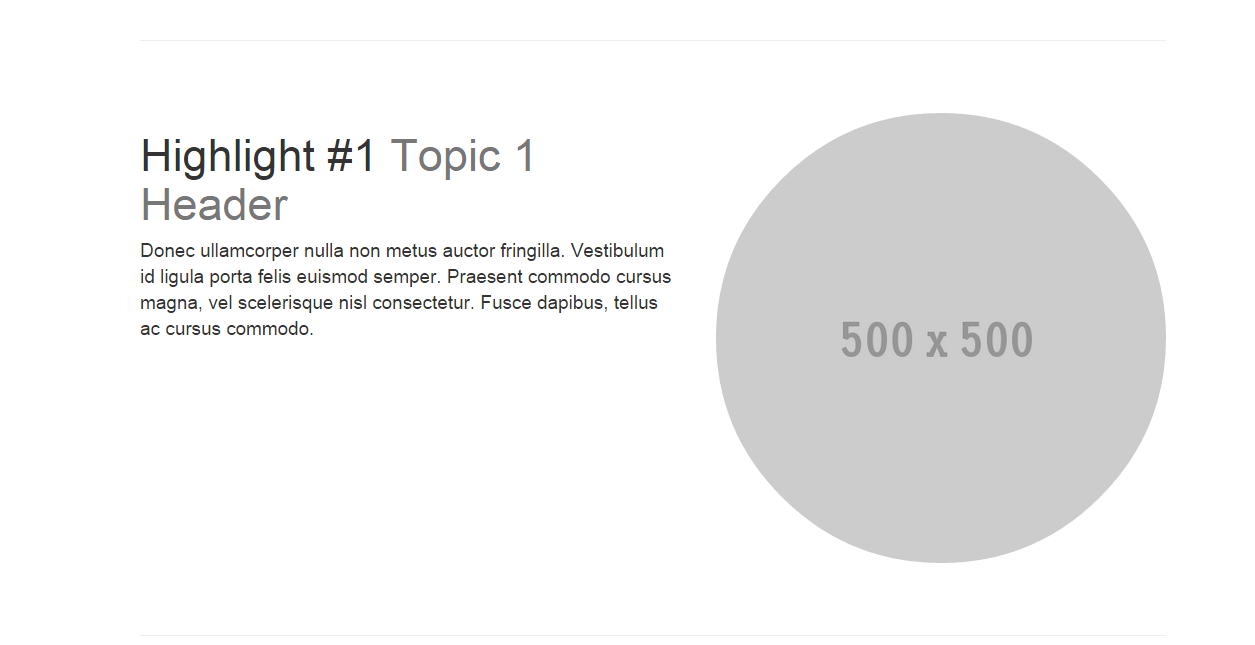 Highlight #1 Topic 1
Header
Donec ullamcorper nulla non metus auctor fringilla. Vestibulum
id ligula porta felis euismod semper. Praesent commodo cursus
magna, vel scelerisque nisl consectetur. Fusce dapibus, tellus
ac cursus commodo.
500 x 500